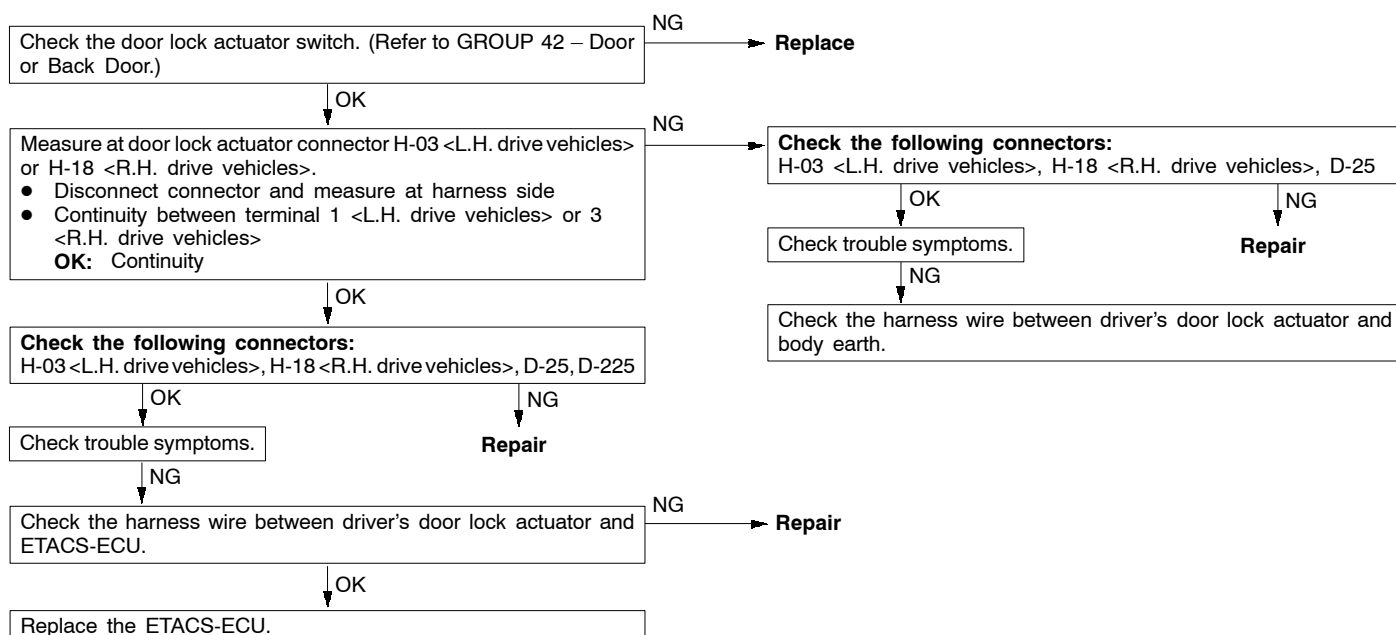 NG
Check the door lock actuator switch. (Refer to GROUP 42 – Door
or Back Door.)
Replace
OK
Measure at door lock actuator connector H-03 <L.H. drive vehicles>
or H-18 <R.H. drive vehicles>.
● Disconnect connector and measure at harness side
● Continuity between terminal 1 <L.H. drive vehicles> or 3
<R.H. drive vehicles>
OK: Continuity
NG
Check the following connectors:
H-03 <L.H. drive vehicles>, H-18 <R.H. drive vehicles>, D-25
OK
NG
Check trouble symptoms.
Repair
NG
Check the harness wire between driver's door lock actuator and
body earth.
OK
Check the following connectors:
H-03 <L.H. drive vehicles>, H-18 <R.H. drive vehicles>, D-25, D-225
OK
NG
Check trouble symptoms.
Repair
NG
Check the harness wire between driver's door lock actuator and
ETACS-ECU.
NG
Repair
OK
Replace the ETACS-ECU.